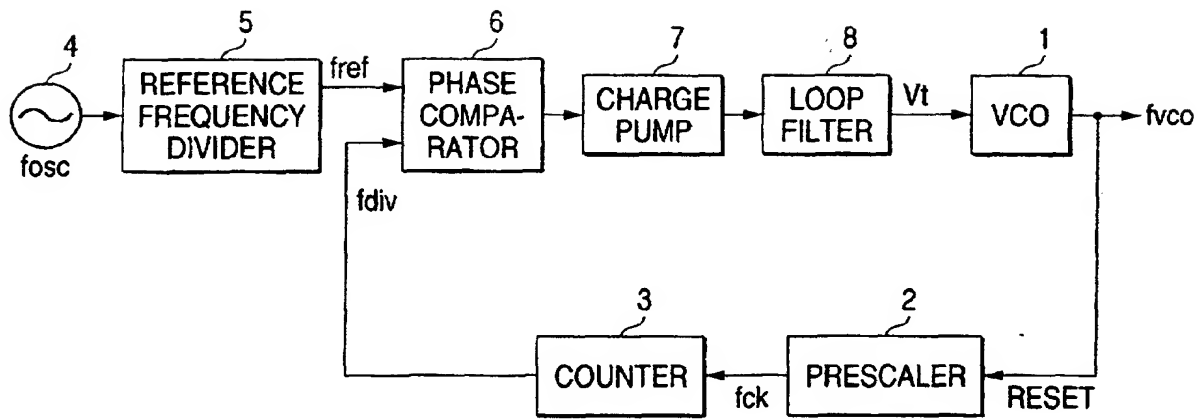 4
fosc
5
REFERENCE
FREQUENCY
DIVIDER
fref
6
PHASE
COMPA-
RATOR
7
CHARGE
PUMP
8
LOOP
FILTER
Vt
1
VCO
fvco
fdiv
3
COUNTER
fck
2
PRESCALER
RESET